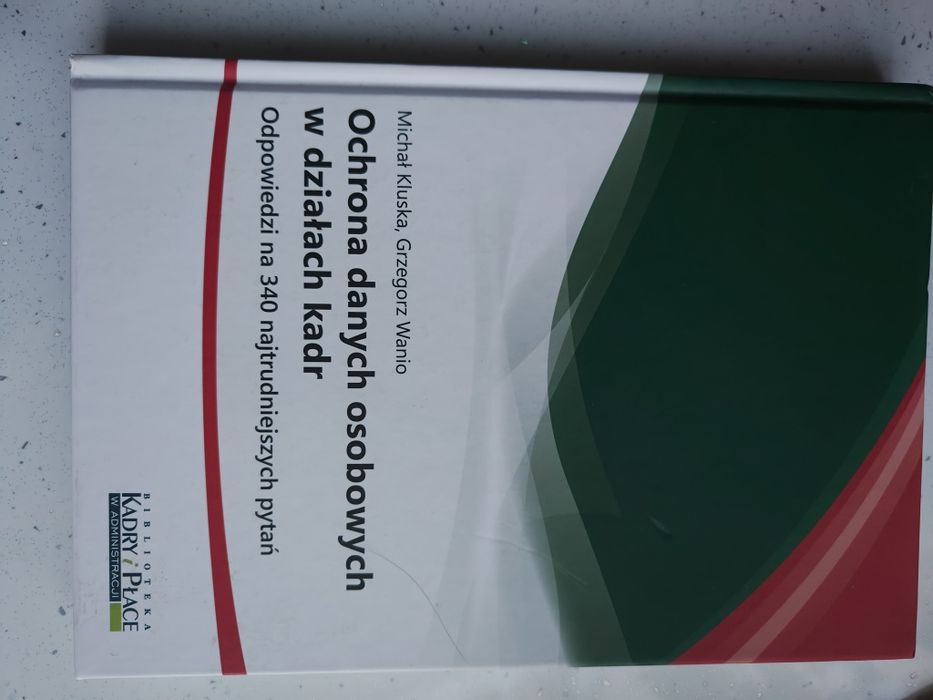 Michał Kluska, Grzegorz Wanio
Ochrona danych osobowych
w działach kadr
Odpowiedzi na 340 najtrudniejszych pytań
BIBLIOTEKA
KADRY i PŁACE
W ADMINISTRACJI